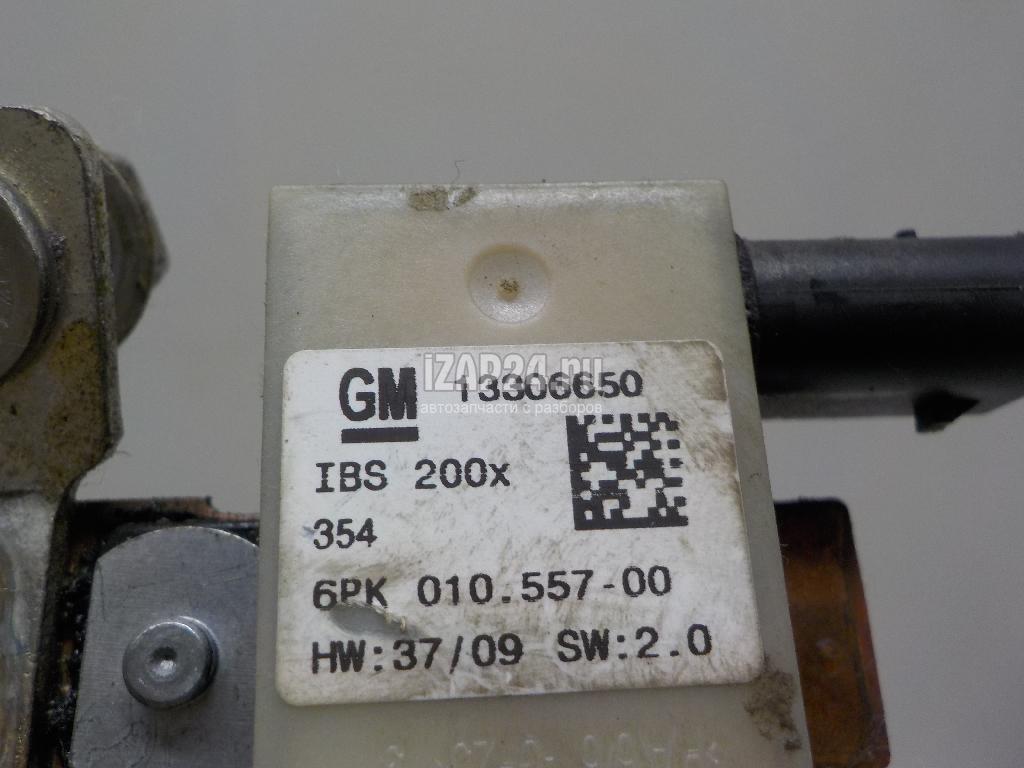 iZAP24.ru
автозапчасти с разборов
GM 13306650
IBS 200x
354
6PK 010.557-00
HW:37/09 SW:2.0